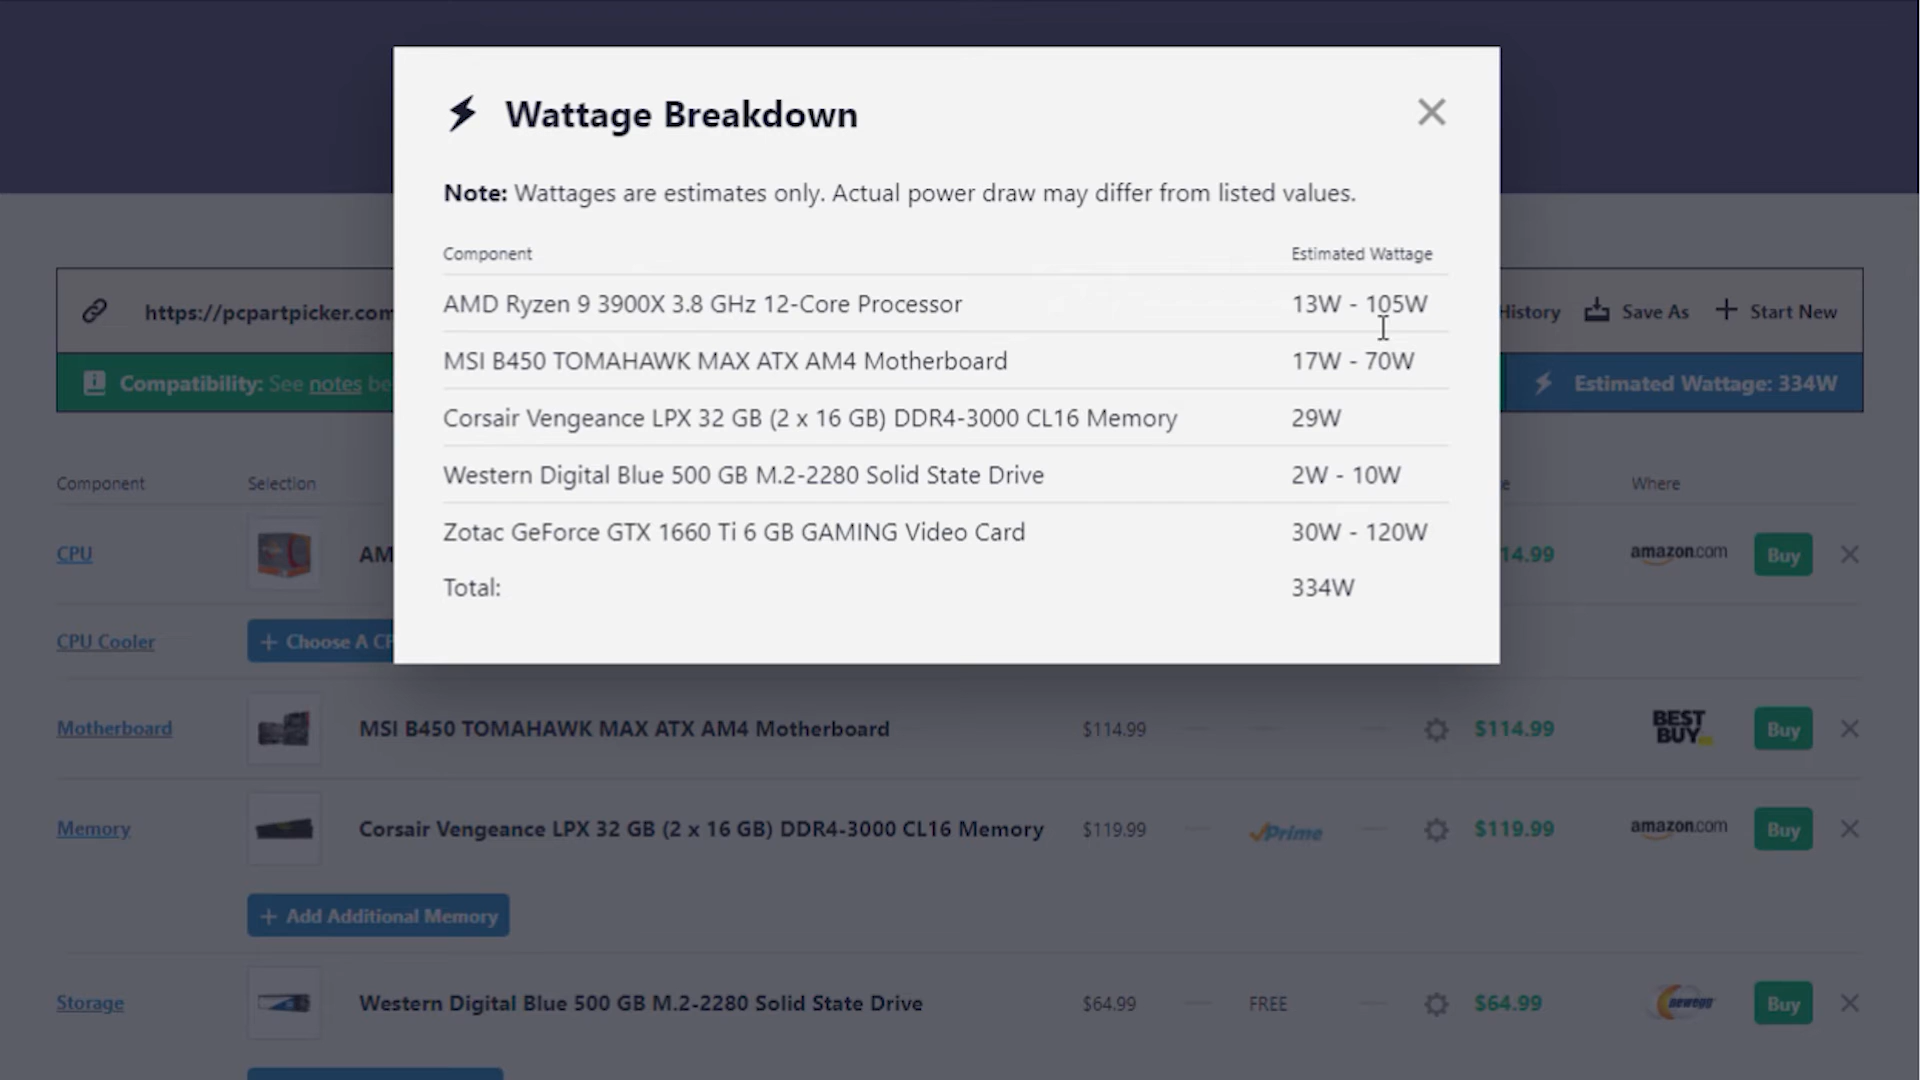 Wattage Breakdown
Note: Wattages are estimates only. Actual power draw may differ from listed values.
Component Estimated Wattage
AMD Ryzen 9 3900X 3.8 GHz 12-Core Processor 13W - 105W
MSI B450 TOMAHAWK MAX ATX AM4 Motherboard 17W - 70W
Corsair Vengeance LPX 32 GB (2 x 16 GB) DDR4-3000 CL16 Memory 29W
Western Digital Blue 500 GB M.2-2280 Solid State Drive 2W - 10W
Zotac GeForce GTX 1660 Ti 6 GB GAMING Video Card 30W - 120W
Total: 334W
https://pcpartpicker.com History Save As Start New
Compatibility: See notes be Estimated Wattage: 334W
Component Selection Where
CPU AM 14.99 amazon.com Buy
CPU Cooler + Choose A CP
Motherboard MSI B450 TOMAHAWK MAX ATX AM4 Motherboard $114.99 $114.99 BEST BUY Buy
Memory Corsair Vengeance LPX 32 GB (2 x 16 GB) DDR4-3000 CL16 Memory $119.99 Prime $119.99 amazon.com Buy
+ Add Additional Memory
Storage Western Digital Blue 500 GB M.2-2280 Solid State Drive $64.99 FREE $64.99 newegg Buy